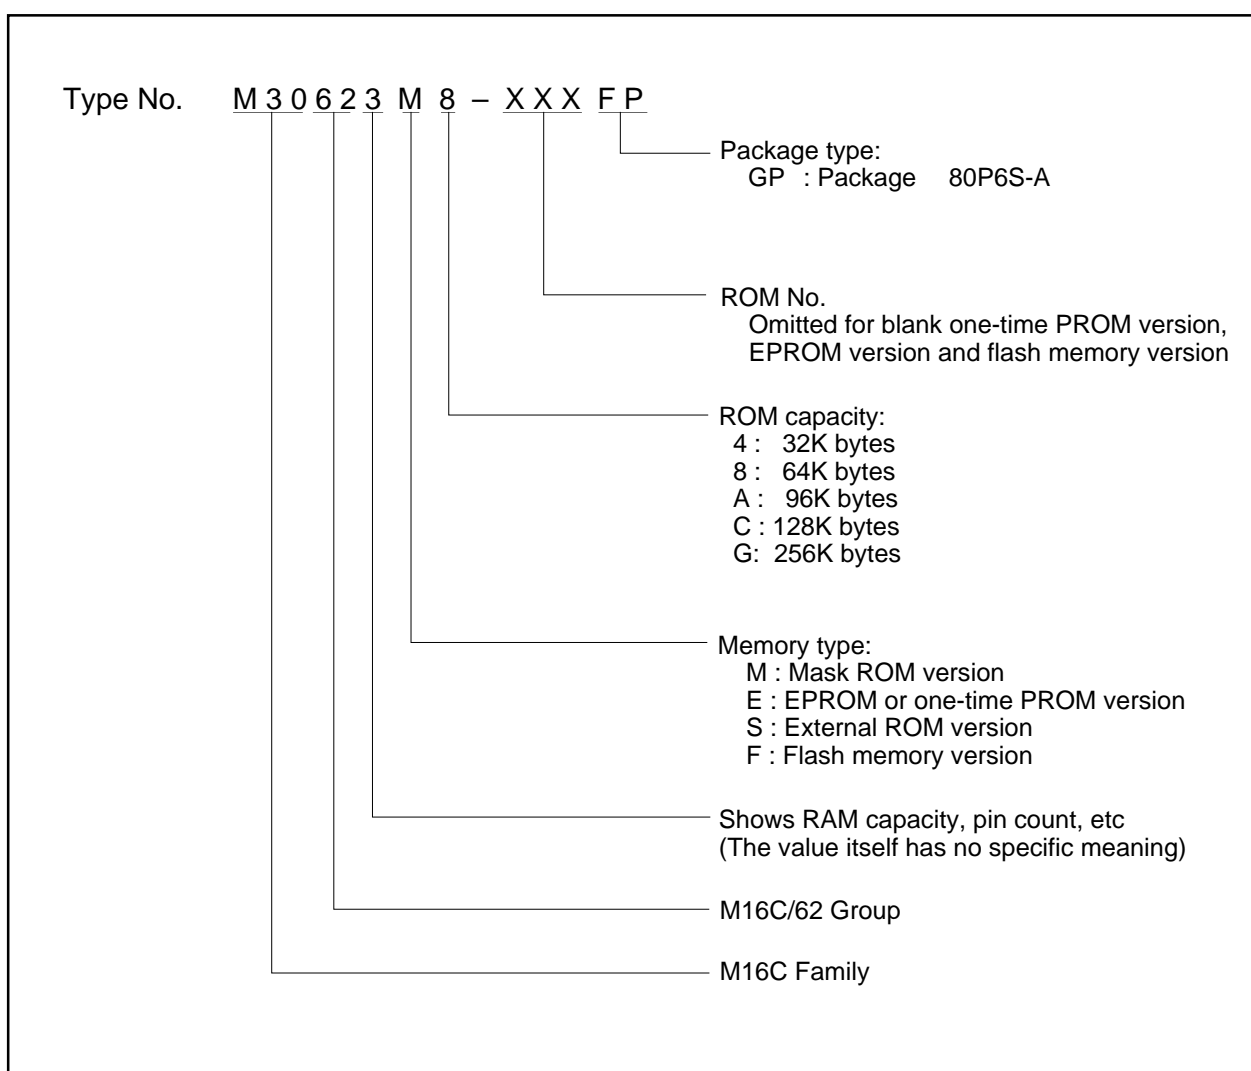 Type No. M 3 0 6 2 3 M 8 – X X X F P
Package type:
GP : Package 80P6S-A
ROM No.
Omitted for blank one-time PROM version,
EPROM version and flash memory version
ROM capacity:
4 : 32K bytes
8 : 64K bytes
A : 96K bytes
C : 128K bytes
G: 256K bytes
Memory type:
M : Mask ROM version
E : EPROM or one-time PROM version
S : External ROM version
F : Flash memory version
Shows RAM capacity, pin count, etc
(The value itself has no specific meaning)
M16C/62 Group
M16C Family